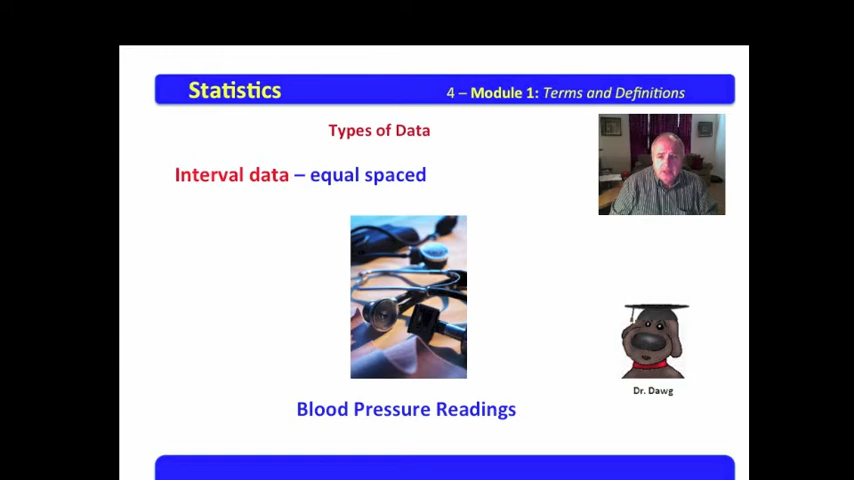 Statistics
4 – Module 1: Terms and Definitions
Types of Data
Interval data – equal spaced
Dr. Dawg
Blood Pressure Readings